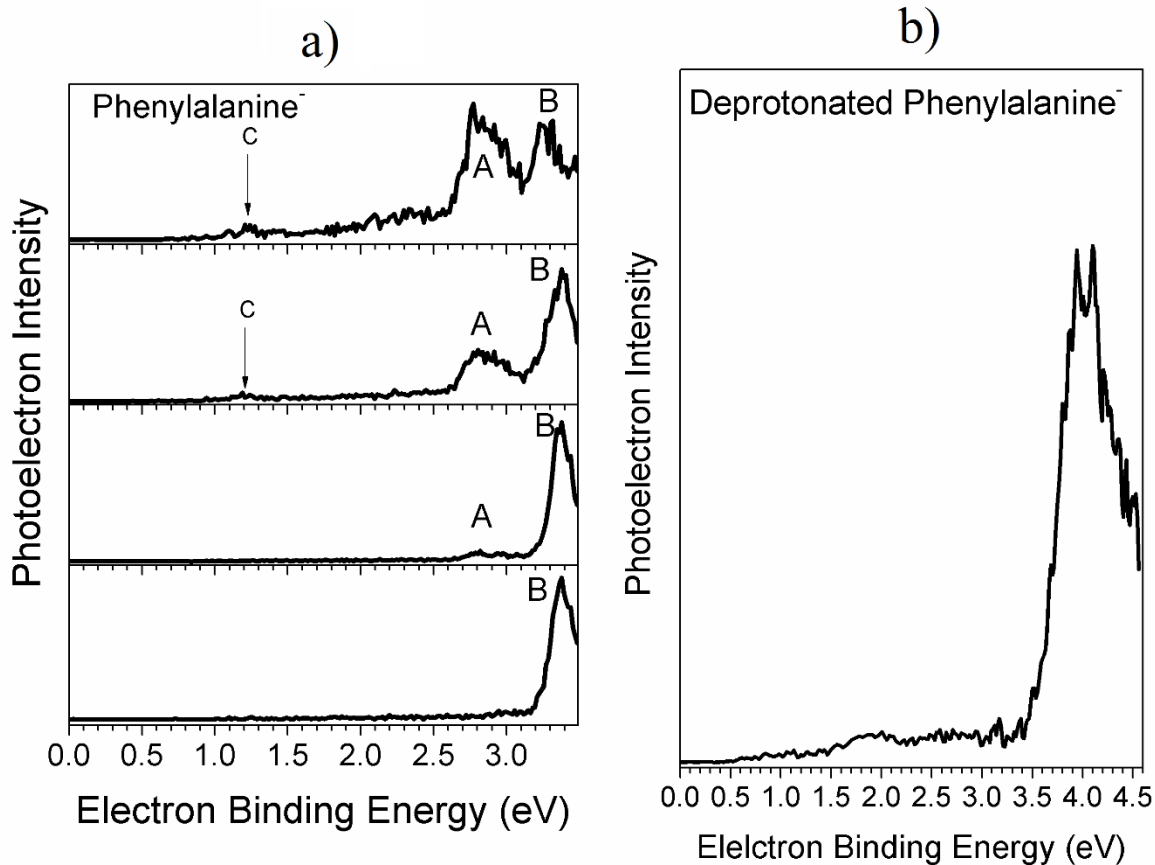 a)
Phenylalanine⁻
C
A
B
C
A
B
A
B
B
0.0 0.5 1.0 1.5 2.0 2.5 3.0
Electron Binding Energy (eV)
Photoelectron Intensity
b)
Deprotonated Phenylalanine⁻
Photoelectron Intensity
0.0 0.5 1.0 1.5 2.0 2.5 3.0 3.5 4.0 4.5
Elelctron Binding Energy (eV)